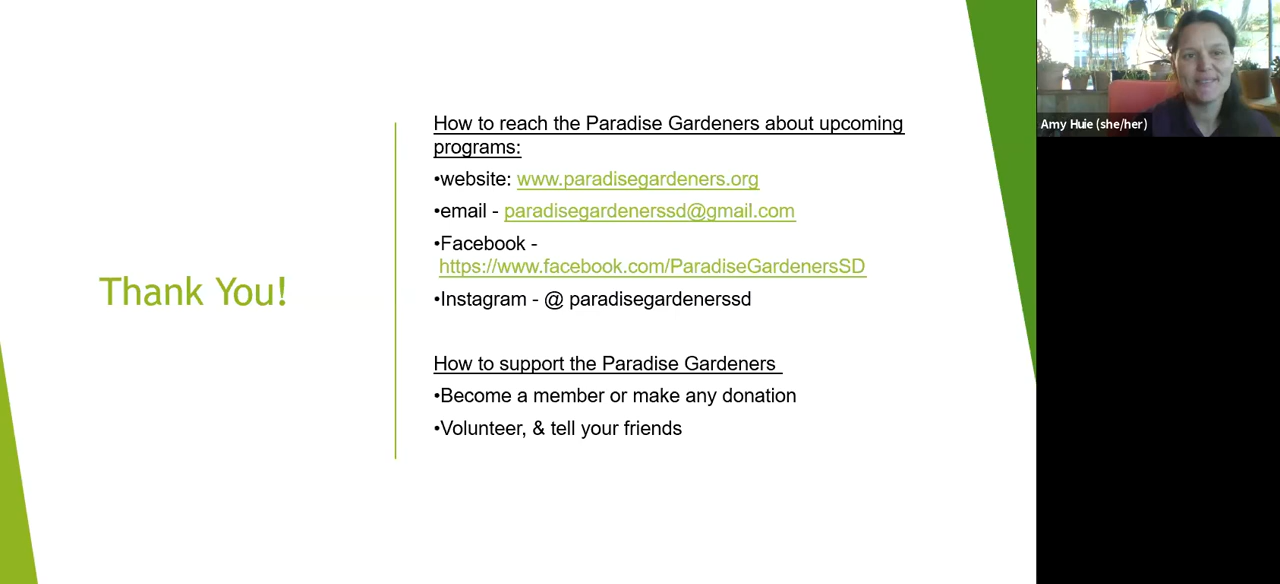 Thank You!
How to reach the Paradise Gardeners about upcoming
programs:
•website: www.paradisegardeners.org
•email - paradisegardenerssd@gmail.com
•Facebook -
https://www.facebook.com/ParadiseGardenersSD
•Instagram - @ paradisegardenerssd
How to support the Paradise Gardeners
•Become a member or make any donation
•Volunteer, & tell your friends
Amy Huie (she/her)